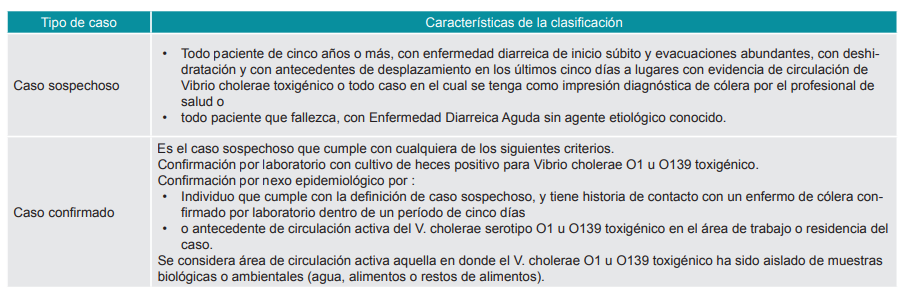 Tipo de caso
Características de la clasificación
Caso sospechoso
• Todo paciente de cinco años o más, con enfermedad diarreica de inicio súbito y evacuaciones abundantes, con deshi-
dratación y con antecedentes de desplazamiento en los últimos cinco días a lugares con evidencia de circulación de
Vibrio cholerae toxigénico o todo caso en el cual se tenga como impresión diagnóstica de cólera por el profesional de
salud o
• todo paciente que fallezca, con Enfermedad Diarreica Aguda sin agente etiológico conocido.
Caso confirmado
Es el caso sospechoso que cumple con cualquiera de los siguientes criterios.
Confirmación por laboratorio con cultivo de heces positivo para Vibrio cholerae O1 u O139 toxigénico.
Confirmación por nexo epidemiológico por :
• Individuo que cumple con la definición de caso sospechoso, y tiene historia de contacto con un enfermo de cólera con-
firmado por laboratorio dentro de un período de cinco días
• o antecedente de circulación activa del V. cholerae serotipo O1 u O139 toxigénico en el área de trabajo o residencia del
caso.
Se considera área de circulación activa aquella en donde el V. cholerae O1 u O139 toxigénico ha sido aislado de muestras
biológicas o ambientales (agua, alimentos o restos de alimentos).